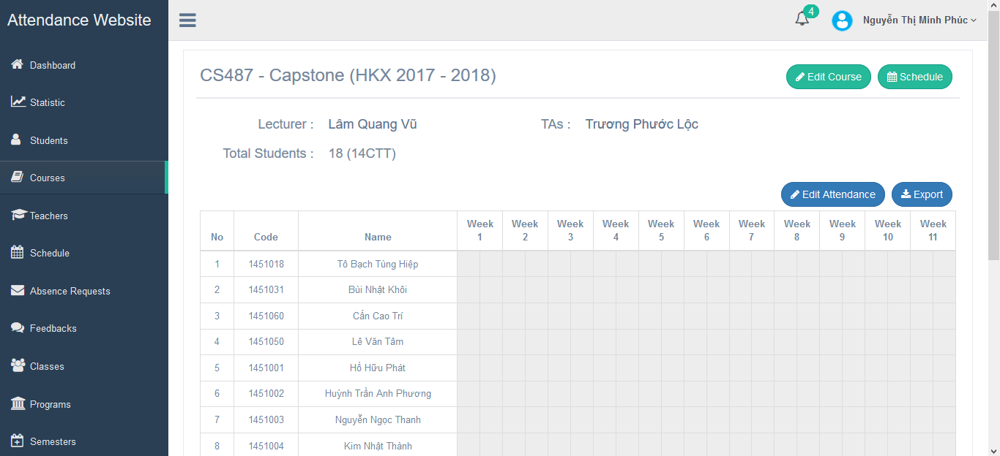 Attendance Website
4
Nguyễn Thị Minh Phúc
Dashboard
Statistic
Students
Courses
Teachers
Schedule
Absence Requests
Feedbacks
Classes
Programs
Semesters
CS487 - Capstone (HKX 2017 - 2018)
Edit Course
Schedule
Lecturer : Lâm Quang Vũ
TAs : Trương Phước Lộc
Total Students : 18 (14CTT)
Edit Attendance
Export
No Code Name Week 1 Week 2 Week 3 Week 4 Week 5 Week 6 Week 7 Week 8 Week 9 Week 10 Week 11
1 1451018 Tô Bạch Tùng Hiệp
2 1451031 Bùi Nhật Khôi
3 1451060 Cấn Cao Trí
4 1451050 Lê Văn Tâm
5 1451001 Hồ Hữu Phát
6 1451002 Huỳnh Trần Anh Phương
7 1451003 Nguyễn Ngọc Thanh
8 1451004 Kim Nhật Thành